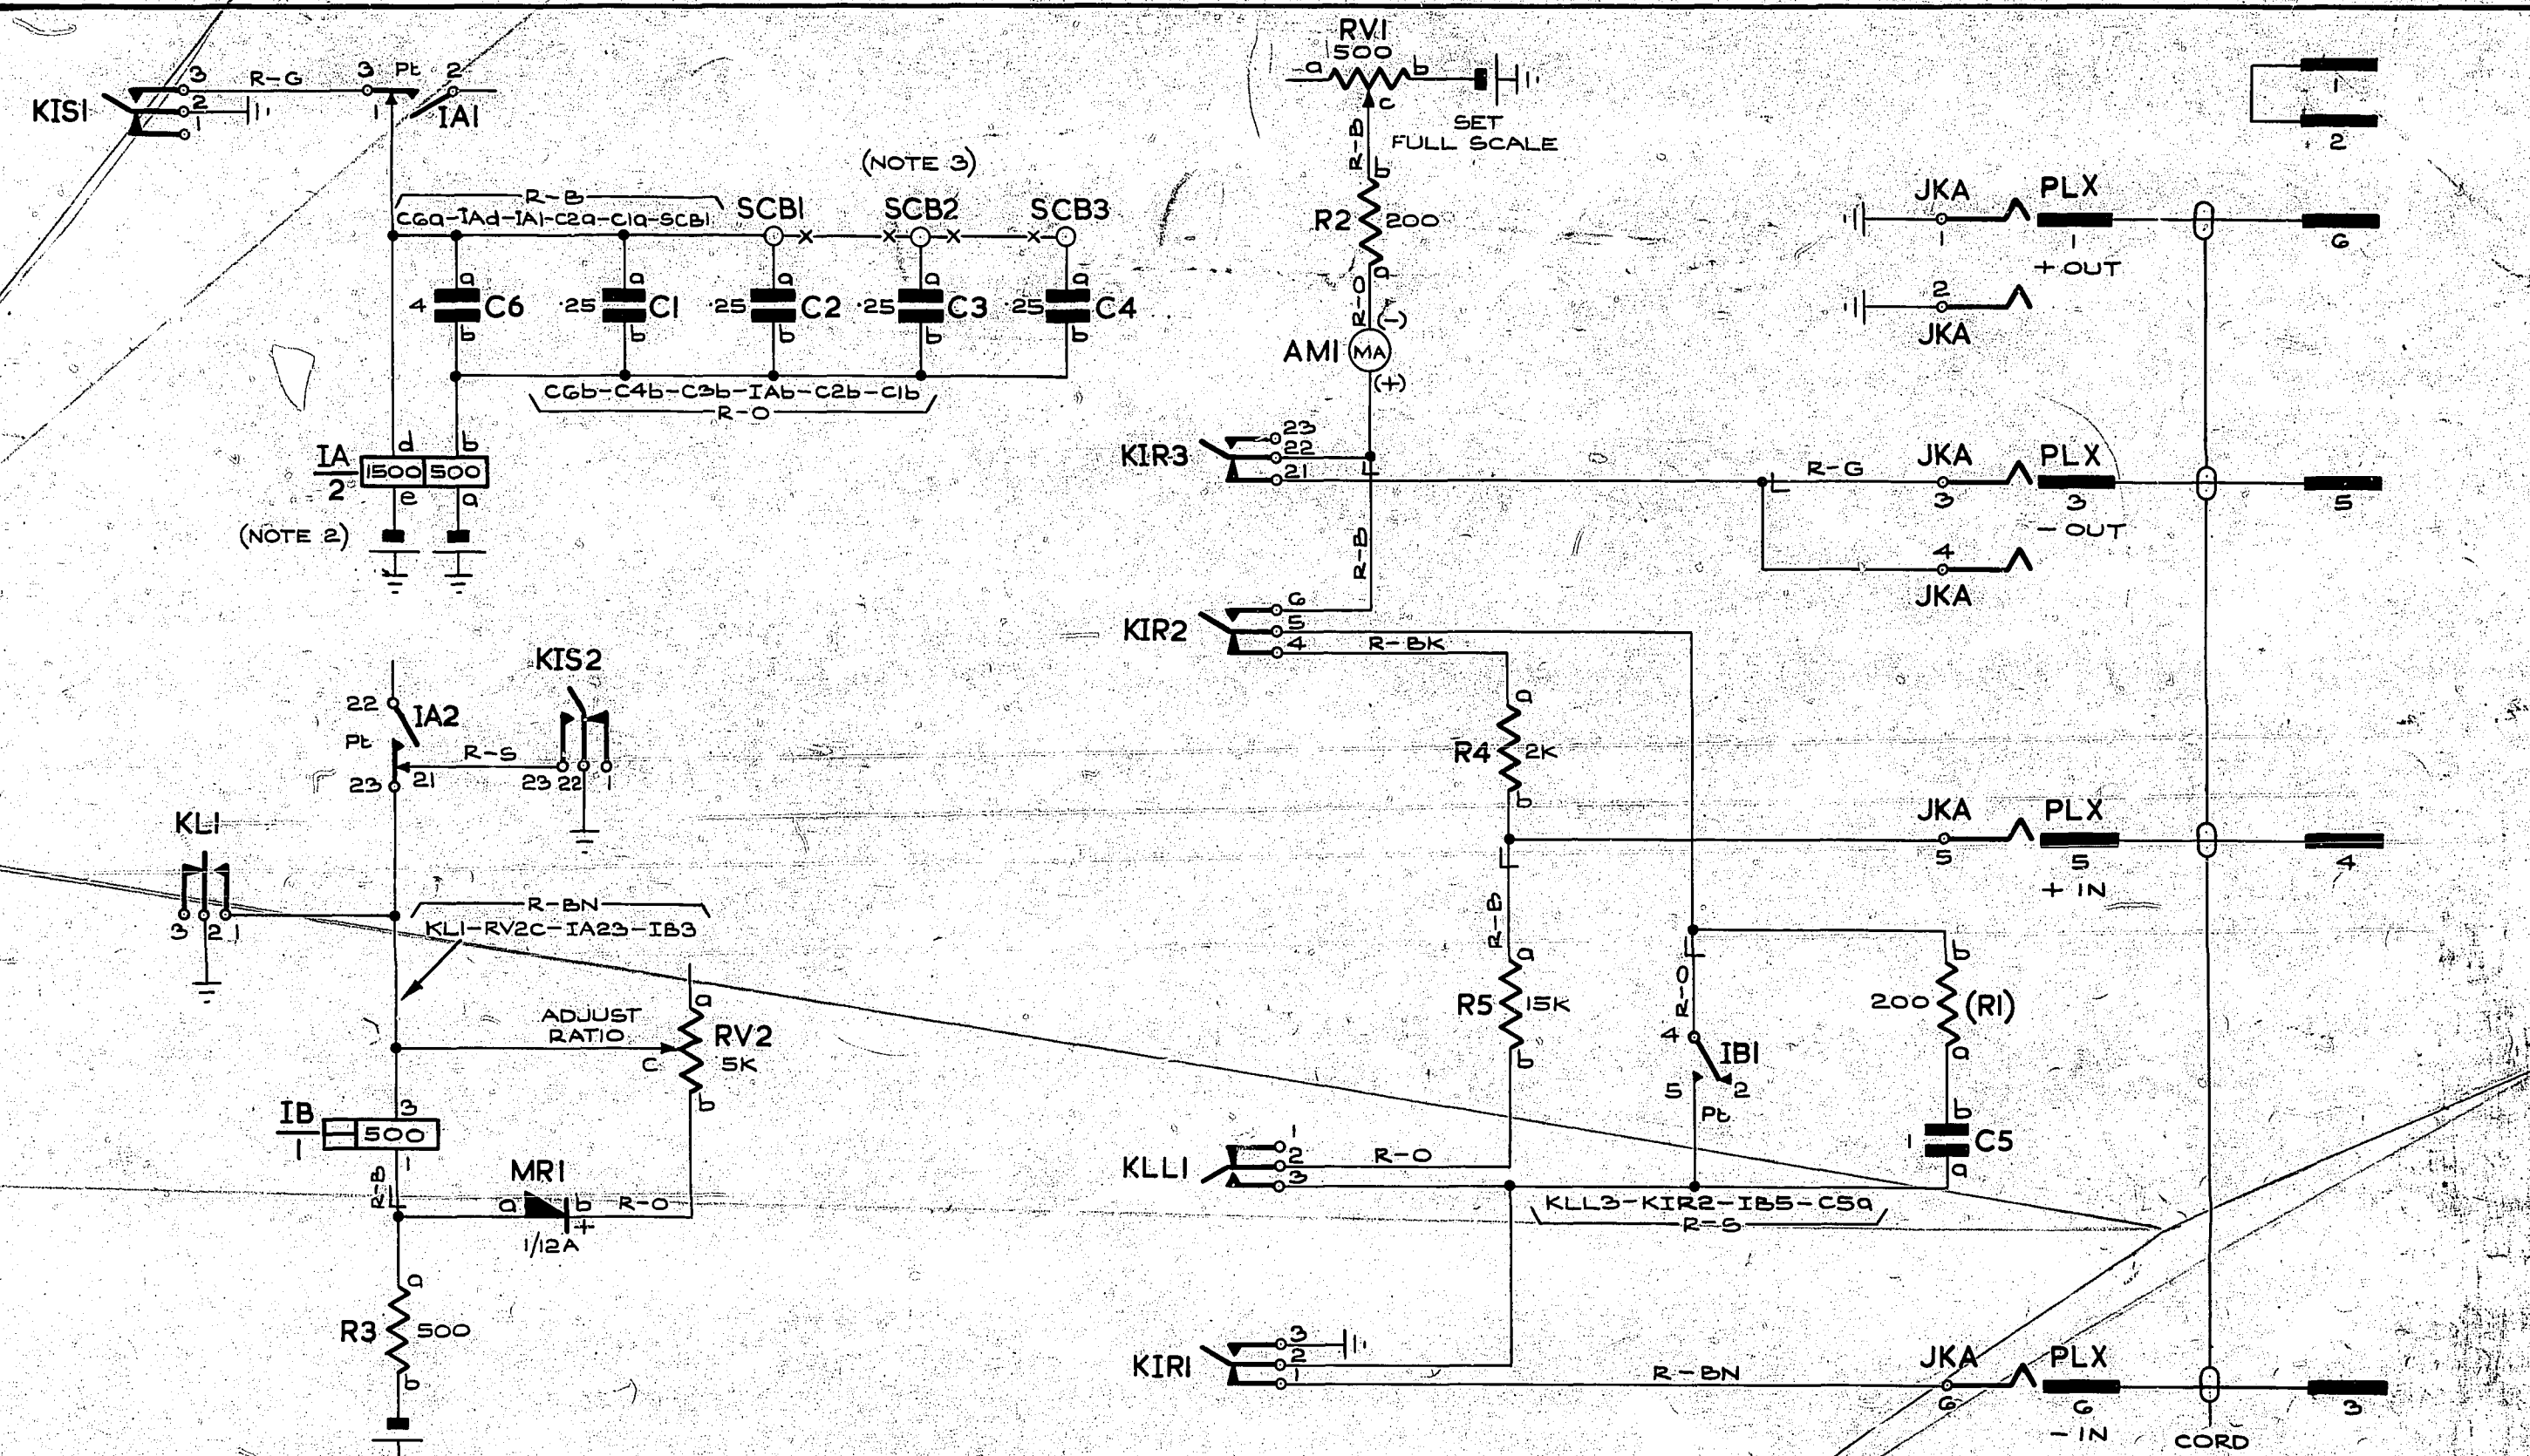 RV1
500
a
b
c
SET
FULL SCALE
R-B
b
R2
200
a
R-O
(-)
AM1
MA
(+)
KIS1
3
2
1
R-G
3
Pt
2
1
IA1
(NOTE 3)
R-B
C6a-IAd-IA1-C2a-C1a-SCB1
SCB1
SCB2
SCB3
a
a
a
a
a
4
C6
·25
C1
·25
C2
·25
C3
·25
C4
b
b
b
b
b
C6b-C4b-C3b-IAb-C2b-C1b
R-O
IA
2
d
b
1500
500
e
a
(NOTE 2)
22
IA2
Pt
23
21
R-S
KIS2
23
22
1
KL1
3
2
1
R-BN
KL1-RV2C-IA23-IB3
ADJUST
RATIO
a
c
RV2
5K
b
IB
1
3
500
1
R-B
MR1
a
b
+
1/12A
R-O
a
R3
500
b
KIR3
23
22
21
R-B
R-G
KIR2
6
5
4
R-BK
a
R4
2K
b
R-B
a
R5
15K
b
R-O
4
IB1
5
2
Pt
b
200
(R1)
a
b
1
C5
a
KLL1
1
2
3
R-O
KLL3-KIR2-IB5-C5a
R-S
KIR1
3
2
1
R-BN
1
2
JKA
1
PLX
1
+ OUT
6
2
JKA
JKA
3
PLX
3
- OUT
5
4
JKA
JKA
5
PLX
5
+ IN
4
JKA
6
PLX
6
- IN
3
CORD